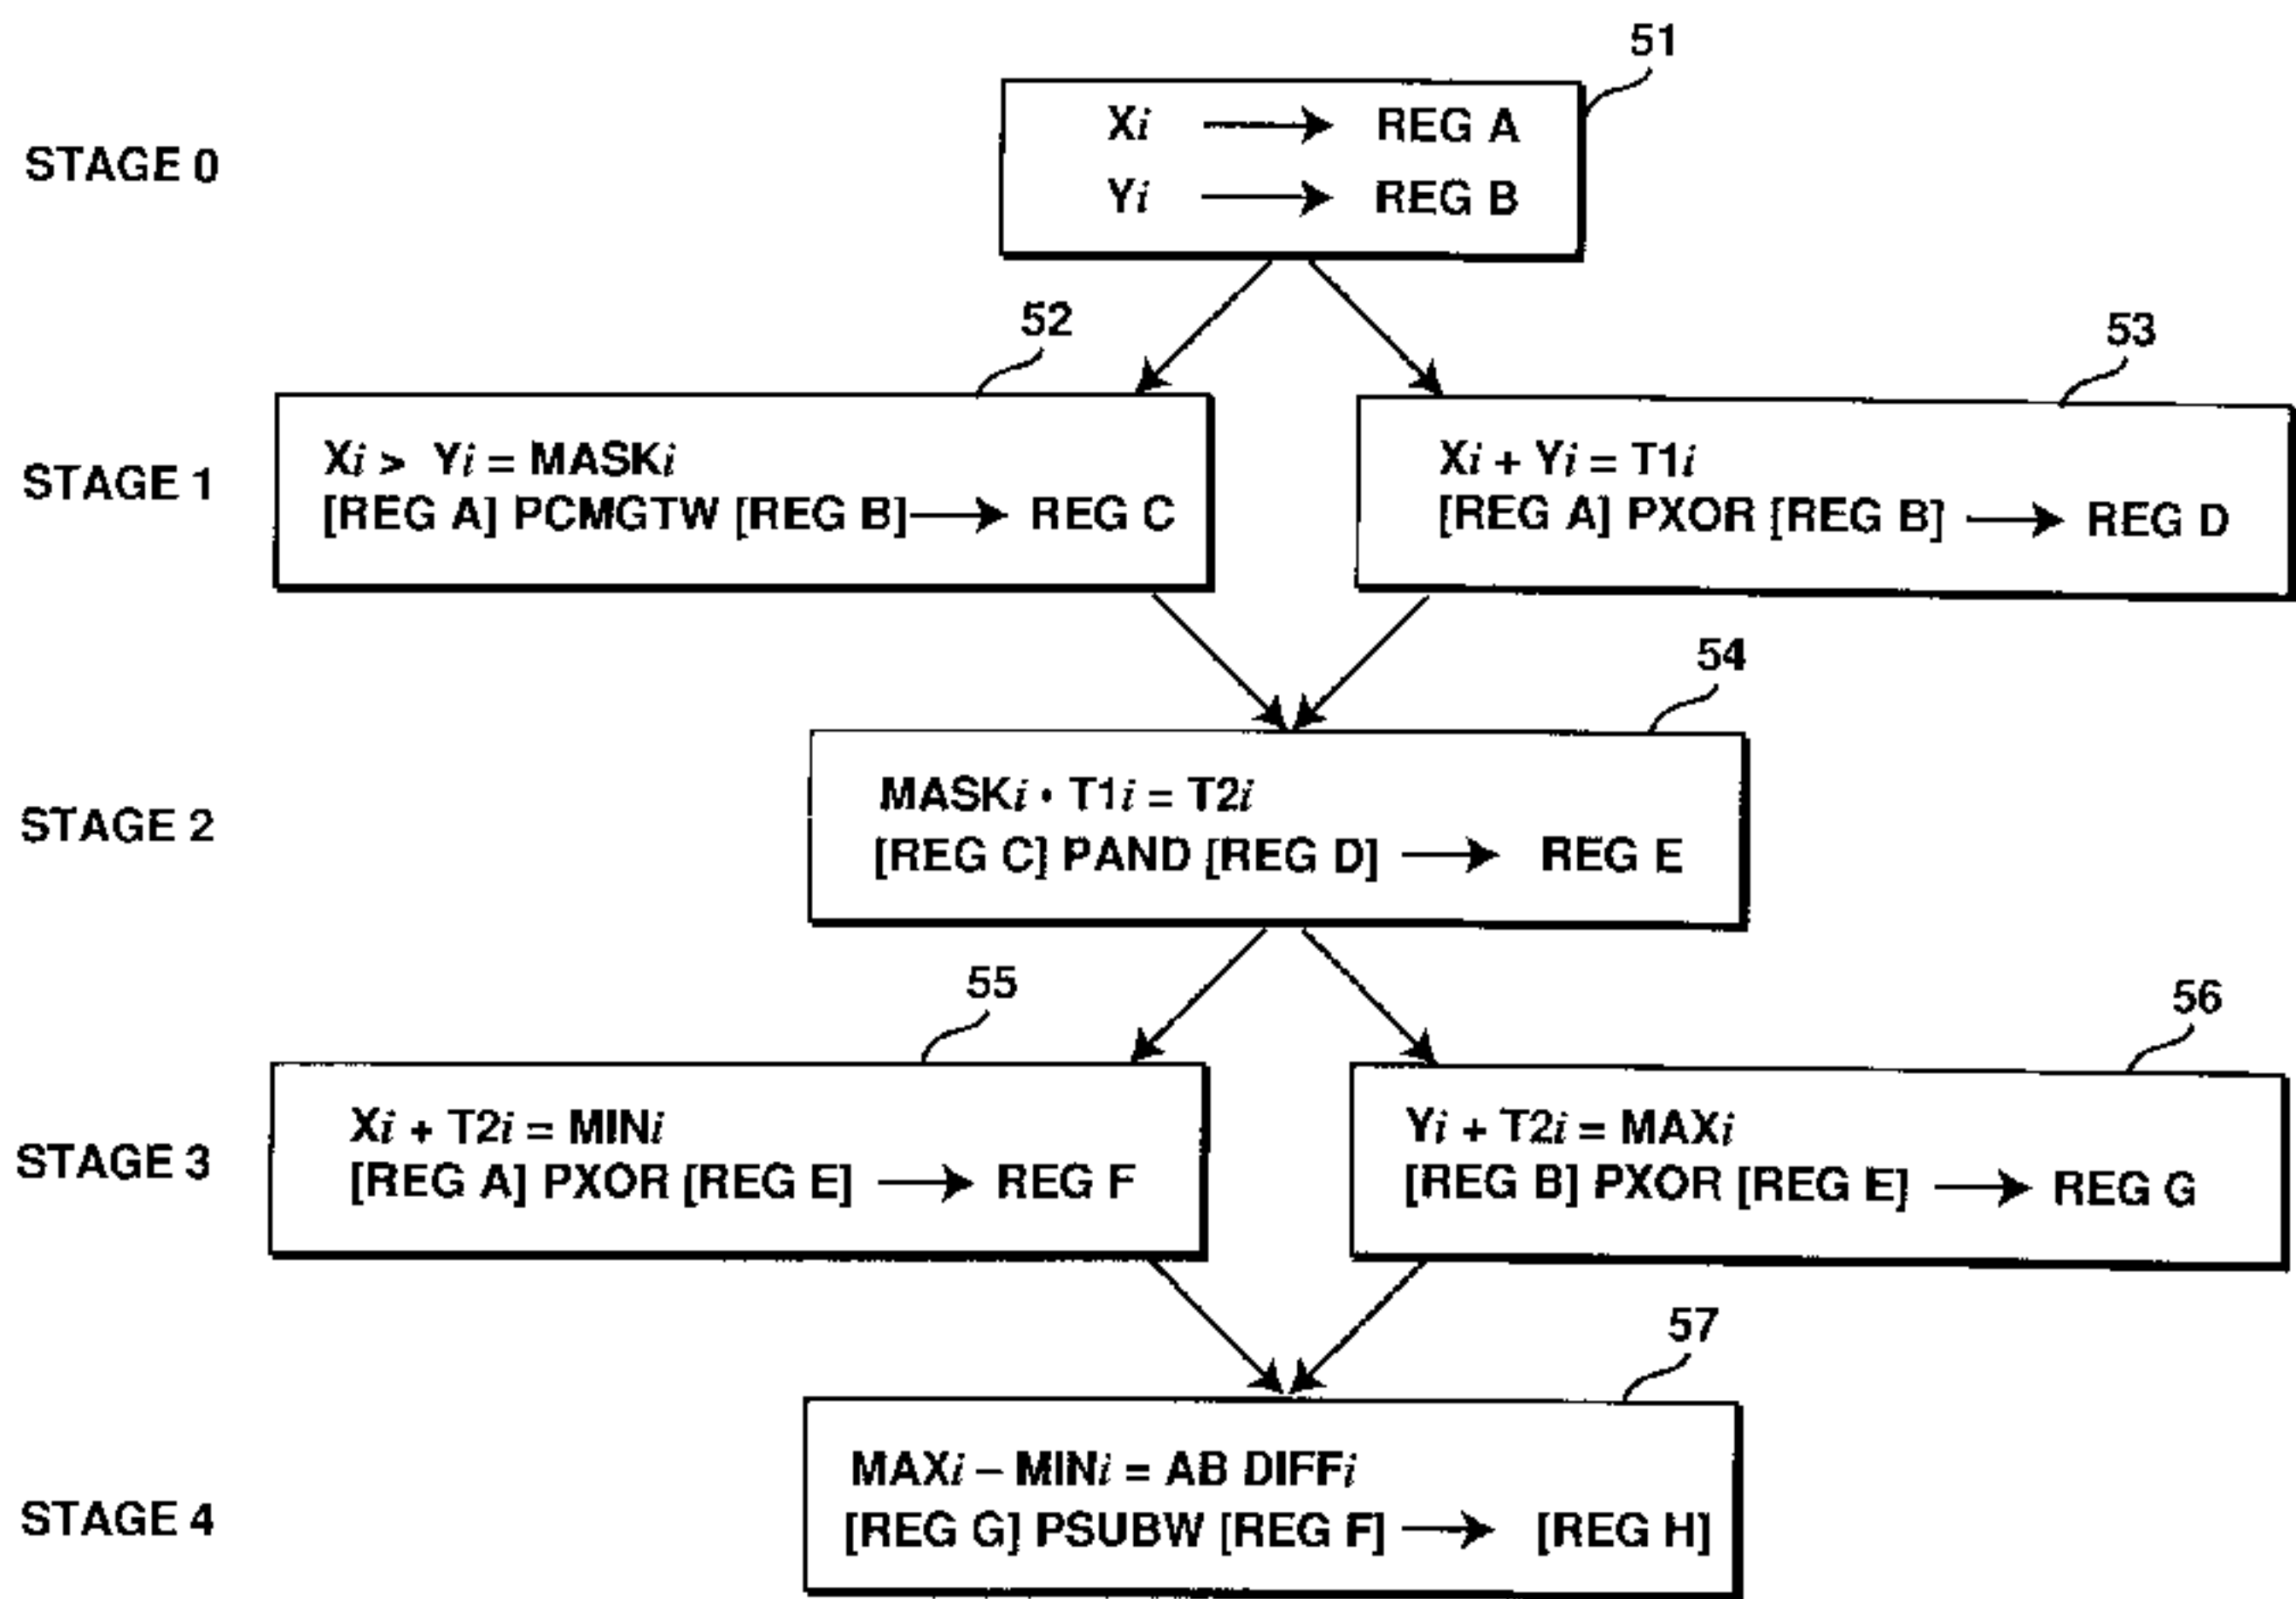 51
STAGE 0
Xi → REG A
Yi → REG B
52
53
STAGE 1
Xi > Yi = MASKi
[REG A] PCMGTW [REG B] → REG C
Xi + Yi = T1i
[REG A] PXOR [REG B] → REG D
54
STAGE 2
MASKi • T1i = T2i
[REG C] PAND [REG D] → REG E
55
56
STAGE 3
Xi + T2i = MINi
[REG A] PXOR [REG E] → REG F
Yi + T2i = MAXi
[REG B] PXOR [REG E] → REG G
57
STAGE 4
MAXi – MINi = AB DIFFi
[REG G] PSUBW [REG F] → [REG H]